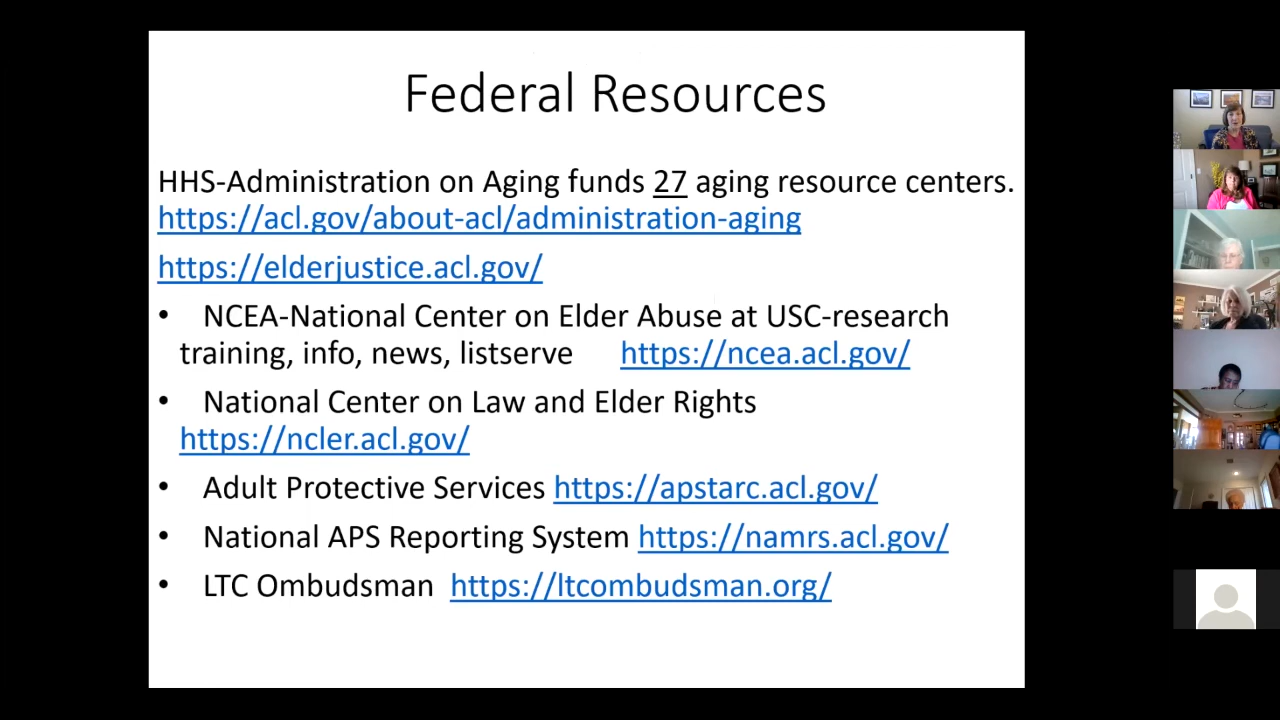 Federal Resources
HHS-Administration on Aging funds 27 aging resource centers.
https://acl.gov/about-acl/administration-aging
https://elderjustice.acl.gov/
• NCEA-National Center on Elder Abuse at USC-research
training, info, news, listserve https://ncea.acl.gov/
• National Center on Law and Elder Rights
https://ncler.acl.gov/
• Adult Protective Services https://apstarc.acl.gov/
• National APS Reporting System https://namrs.acl.gov/
• LTC Ombudsman https://ltcombudsman.org/